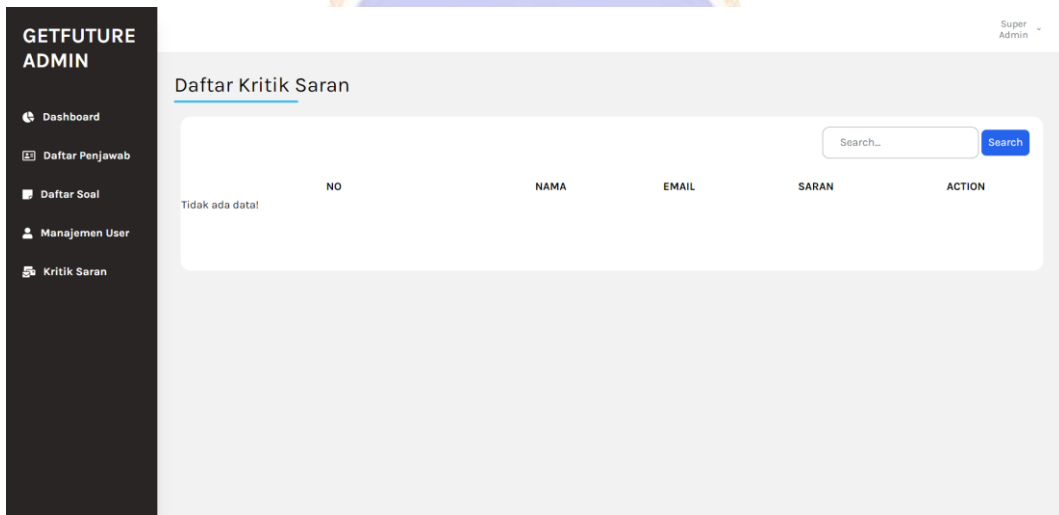 GETFUTURE
ADMIN
Dashboard
Daftar Penjawab
Daftar Soal
Manajemen User
Kritik Saran
Super
Admin
Daftar Kritik Saran
Search...
Search
NO NAMA EMAIL SARAN ACTION
Tidak ada data!